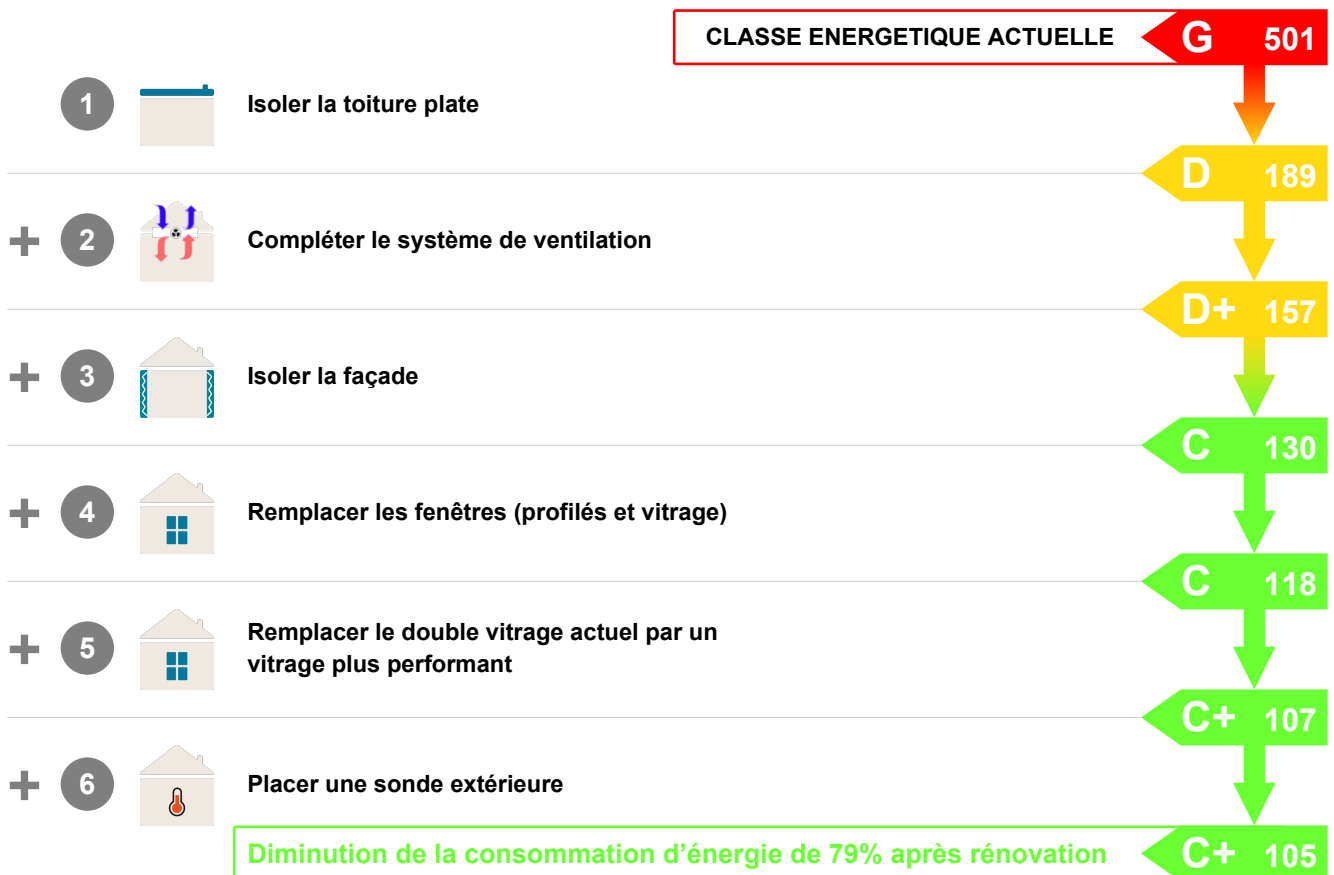 CLASSE ENERGETIQUE ACTUELLE G 501
1 Isoler la toiture plate
D 189
+ 2 Compléter le système de ventilation
D+ 157
+ 3 Isoler la façade
C 130
+ 4 Remplacer les fenêtres (profilés et vitrage)
C 118
+ 5 Remplacer le double vitrage actuel par un
vitrage plus performant
C+ 107
+ 6 Placer une sonde extérieure
Diminution de la consommation d’énergie de 79% après rénovation C+ 105